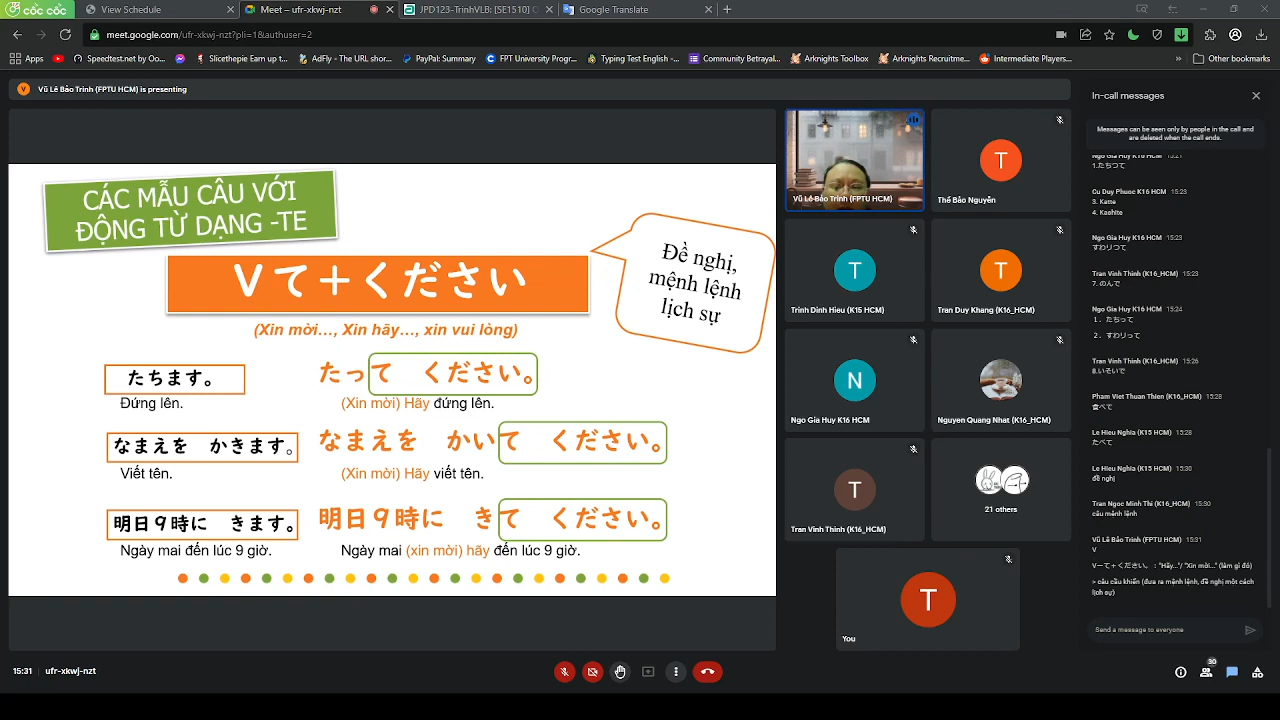 cốc cốc
View Schedule
Meet – ufr-xkwj-nzt
JPD123-TrinhVLB: [SE1510] C
Google Translate
meet.google.com/ufr-xkwj-nzt?pli=1&authuser=2
Apps
Speedtest.net by Oo...
Slicethepie Earn up t...
AdFly - The URL shor...
PayPal: Summary
FPT University Progr...
Typing Test English -...
Community Betrayal...
Arknights Toolbox
Arknights Recruitme...
Intermediate Players...
Other bookmarks
V
Vũ Lê Bảo Trinh (FPTU HCM) is presenting
CÁC MẪU CÂU VỚI
ĐỘNG TỪ DẠNG -TE
Vて＋ください
(Xin mời..., Xin hãy..., xin vui lòng)
Đề nghị,
mệnh lệnh
lịch sự
たちます。
たって ください。
Đứng lên.
(Xin mời) Hãy đứng lên.
なまえを かきます。
なまえを かいて ください。
Viết tên.
(Xin mời) Hãy viết tên.
明日９時に きます。
明日９時に きて ください。
Ngày mai đến lúc 9 giờ.
Ngày mai (xin mời) hãy đến lúc 9 giờ.
Vũ Lê Bảo Trinh (FPTU HCM)
T
Thế Bảo Nguyễn
T
Trinh Dinh Hieu (K15 HCM)
T
Tran Duy Khang (K16_HCM)
N
Ngo Gia Huy K16 HCM
Nguyen Quang Nhat (K16_HCM)
T
Tran Vinh Thinh (K16_HCM)
21 others
T
You
In-call messages
Messages can be seen only by people in the call and
are deleted when the call ends.
Ngo Gia Huy K16 HCM 15:21
1.たちつて
Cu Duy Phuoc K16 HCM 15:23
3. Katte
4. Kashite
Ngo Gia Huy K16 HCM 15:23
すわりつて
Tran Vinh Thinh (K16_HCM) 15:23
7. のんで
Ngo Gia Huy K16 HCM 15:24
１．たちって
２．すわりって
Tran Vinh Thinh (K16_HCM) 15:26
8.いそいで
Pham Viet Thuan Thien (K16_HCM) 15:28
食べて
Le Hieu Nghia (K15 HCM) 15:28
たべて
Le Hieu Nghia (K15 HCM) 15:30
đề nghị
Tran Ngoc Minh Thi (K16_HCM) 15:30
câu mệnh lệnh
Vũ Lê Bảo Trinh (FPTU HCM) 15:31
V
Vーて＋ください。: "Hãy..."/ "Xin mời..." (làm gì đó)
> câu cầu khiến (đưa ra mệnh lệnh, đề nghị một cách
lịch sự)
Send a message to everyone
15:31 | ufr-xkwj-nzt
30